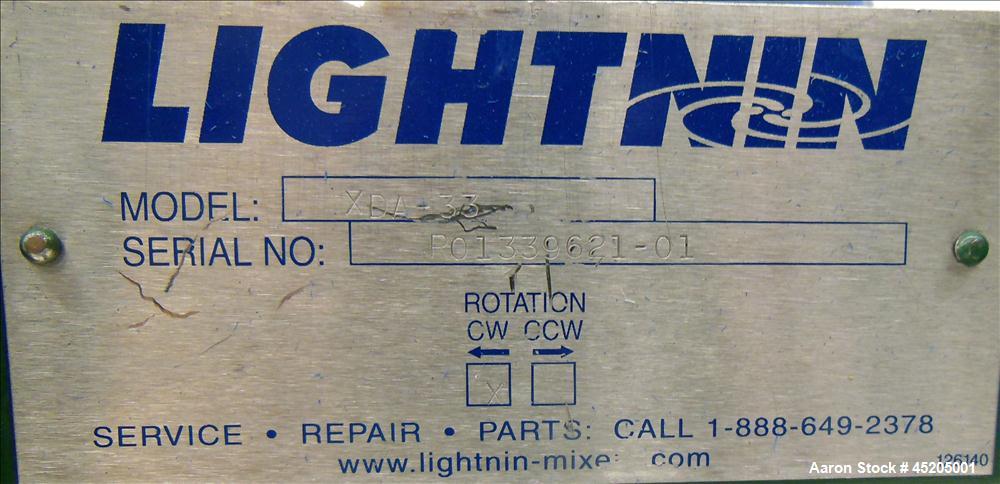 LIGHTNIN
MODEL: XDA-33
SERIAL NO: P01339621-01
ROTATION
CW CCW
X
SERVICE • REPAIR • PARTS: CALL 1-888-649-2378
www.lightnin-mixe com
126140
Aaron Stock # 45205001